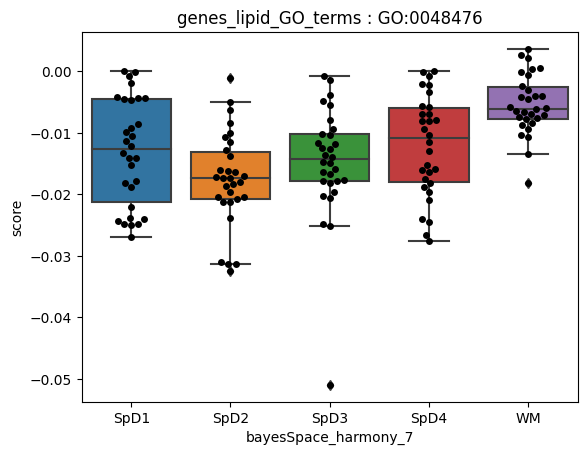 genes_lipid_GO_terms : GO:0048476
score
0.00
−0.01
−0.02
−0.03
−0.04
−0.05
SpD1 SpD2 SpD3 SpD4 WM
bayesSpace_harmony_7